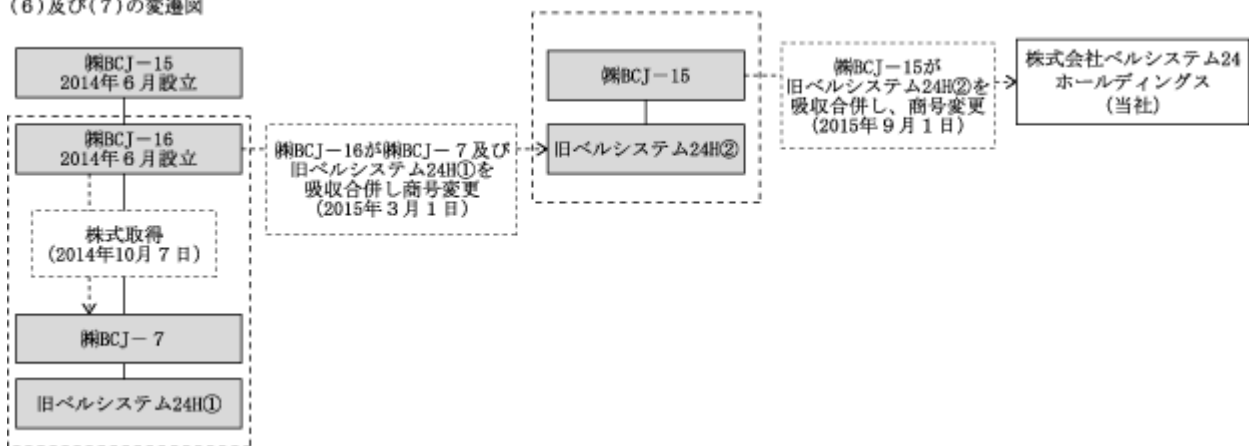 (6)及び(7)の変遷図
㈱BCJ－15
2014年6月設立
㈱BCJ－16
2014年6月設立
株式取得
(2014年10月7日)
㈱BCJ－7
旧ベルシステム24H①
㈱BCJ－16が㈱BCJ－7及び
旧ベルシステム24H①を
吸収合併し商号変更
(2015年3月1日)
㈱BCJ－15
旧ベルシステム24H②
㈱BCJ－15が
旧ベルシステム24H②を
吸収合併し、商号変更
(2015年9月1日)
株式会社ベルシステム24
ホールディングス
(当社)